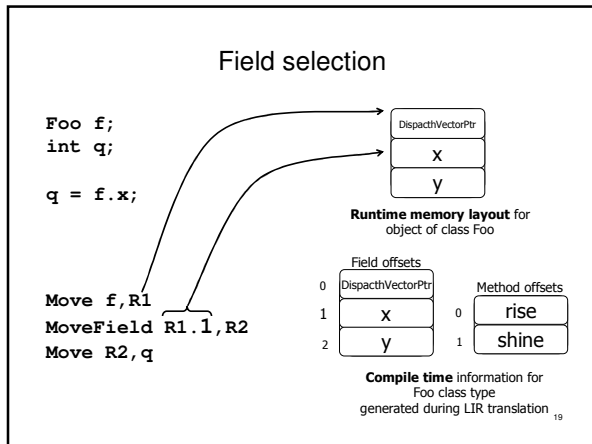 Field selection
Foo f;
int q;
q = f.x;
Move f,R1
MoveField R1.1,R2
Move R2,q
DispacthVectorPtr
x
y
Runtime memory layout for
object of class Foo
Field offsets
0 DispacthVectorPtr
1 x
2 y
Method offsets
0 rise
1 shine
Compile time information for
Foo class type
generated during LIR translation
19